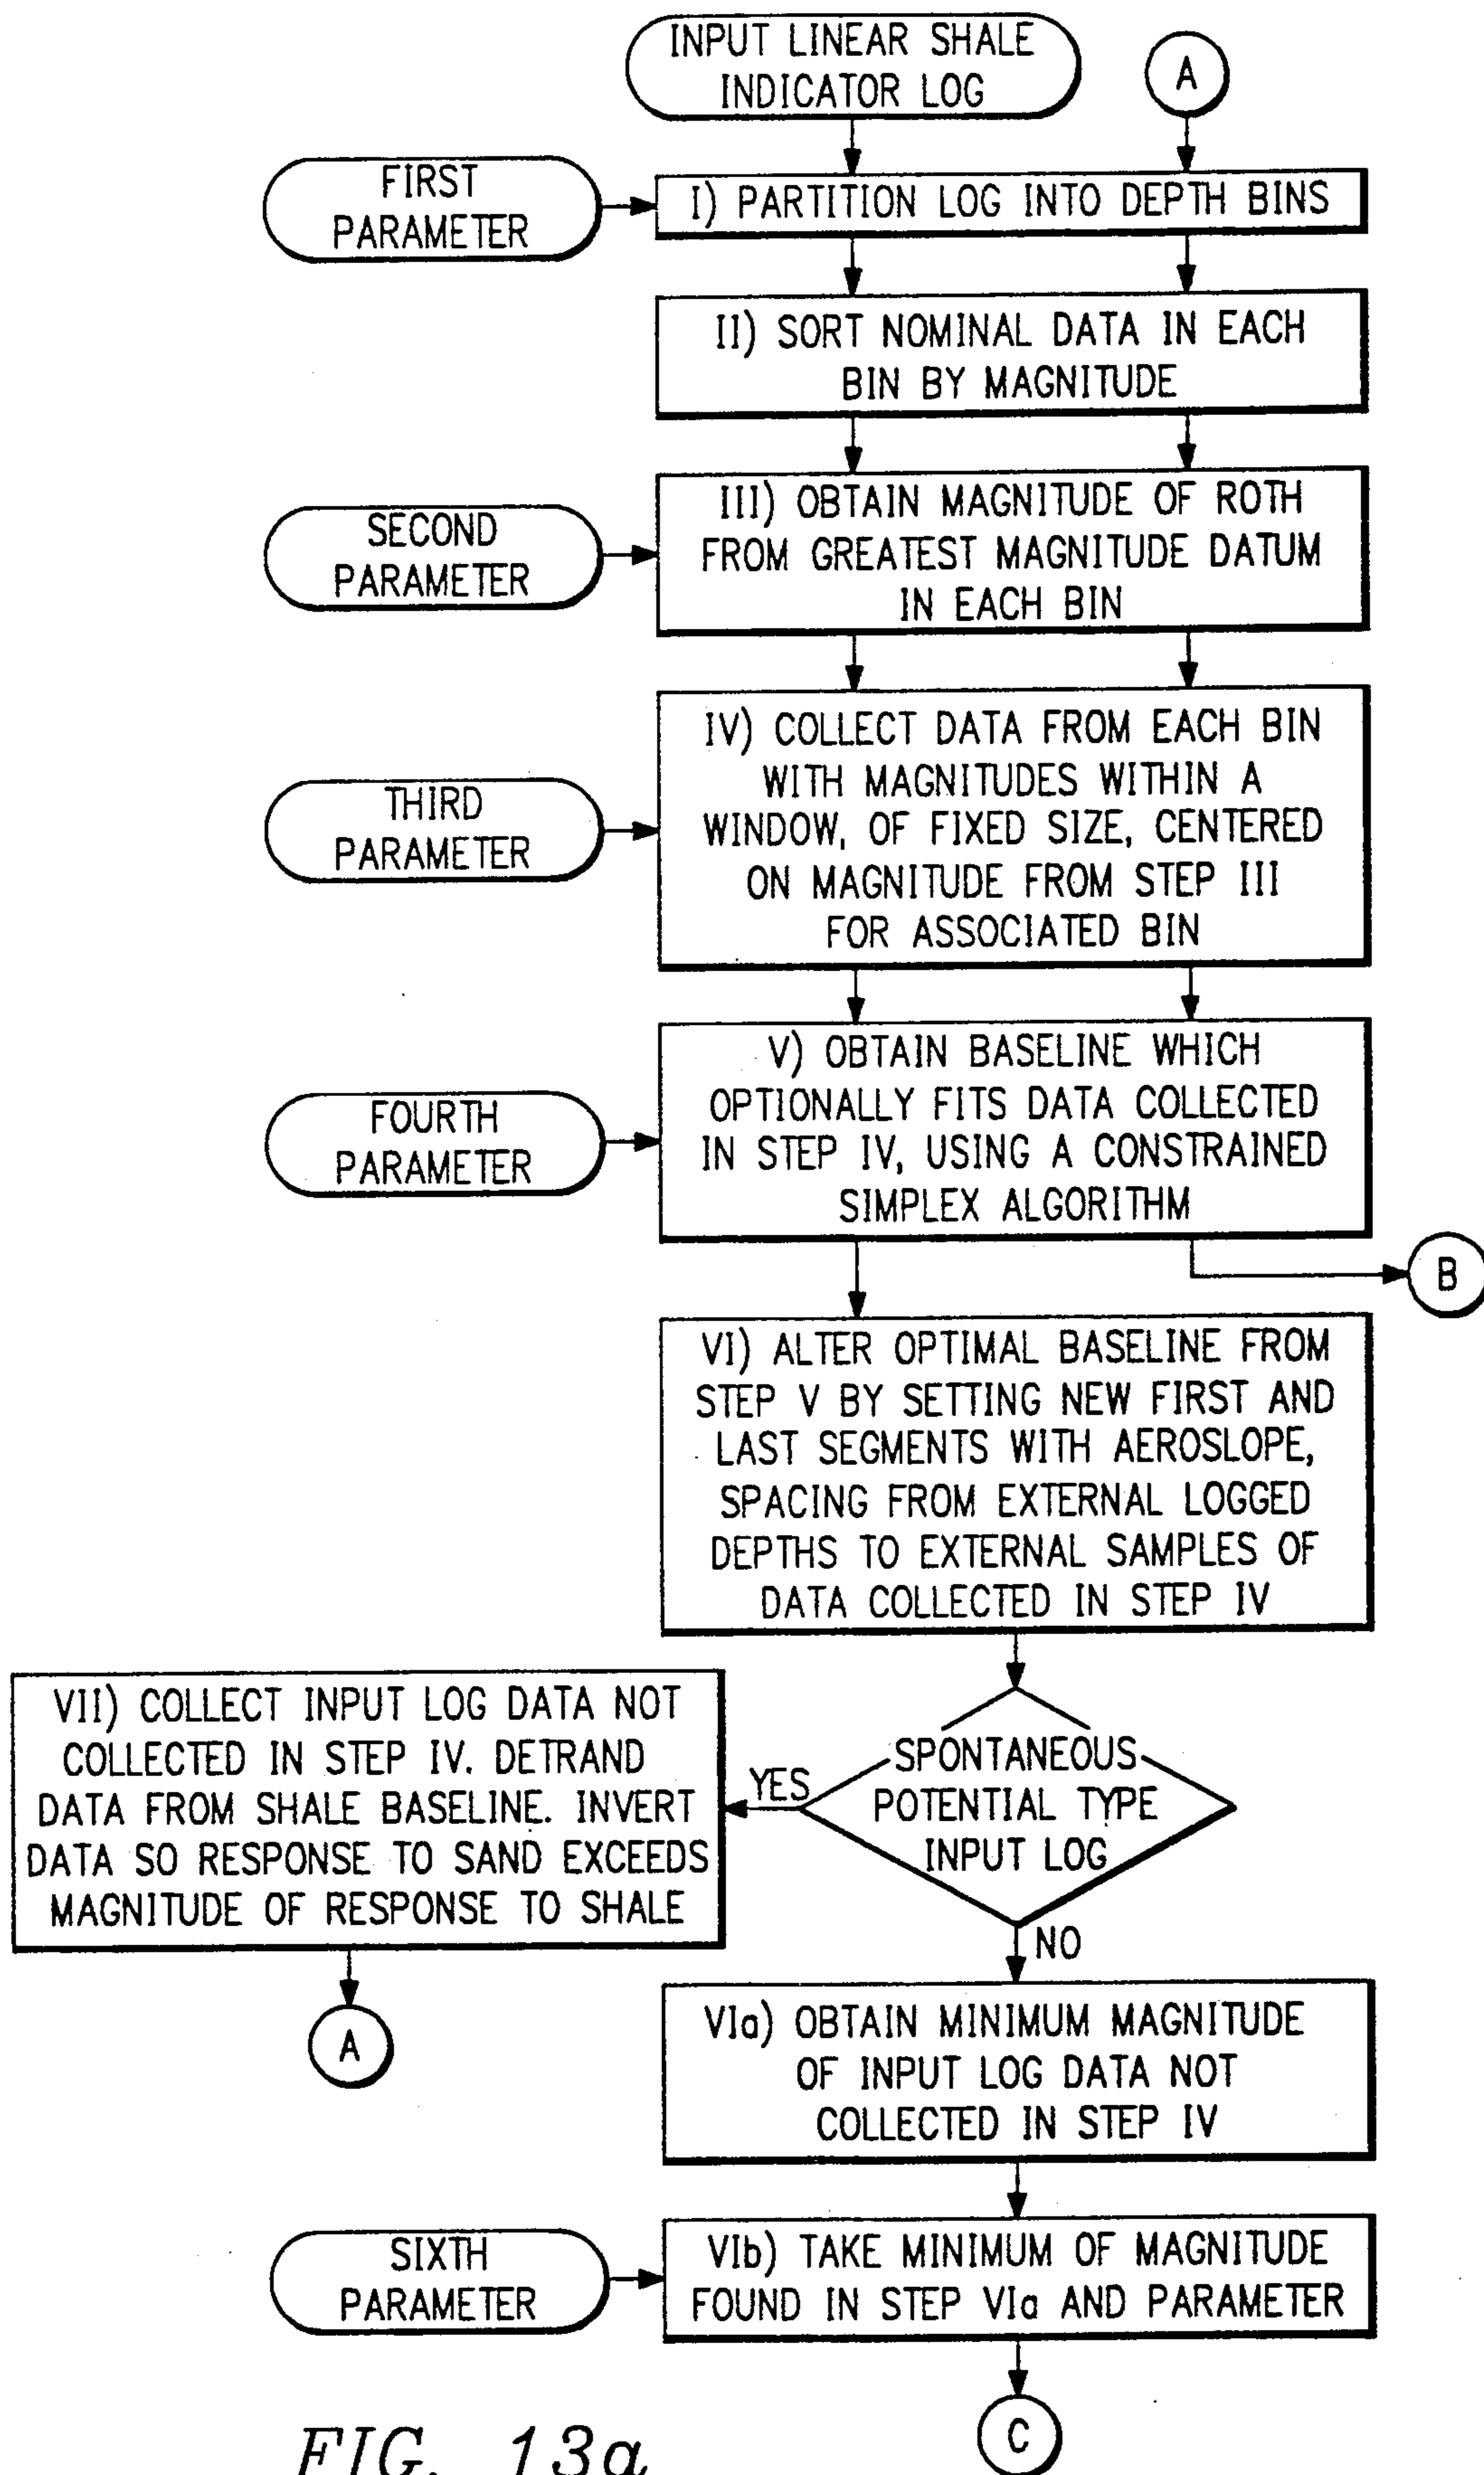 INPUT LINEAR SHALE
INDICATOR LOG
A
FIRST
PARAMETER
I) PARTITION LOG INTO DEPTH BINS
II) SORT NOMINAL DATA IN EACH
BIN BY MAGNITUDE
SECOND
PARAMETER
III) OBTAIN MAGNITUDE OF ROTH
FROM GREATEST MAGNITUDE DATUM
IN EACH BIN
THIRD
PARAMETER
IV) COLLECT DATA FROM EACH BIN
WITH MAGNITUDES WITHIN A
WINDOW, OF FIXED SIZE, CENTERED
ON MAGNITUDE FROM STEP III
FOR ASSOCIATED BIN
FOURTH
PARAMETER
V) OBTAIN BASELINE WHICH
OPTIONALLY FITS DATA COLLECTED
IN STEP IV, USING A CONSTRAINED
SIMPLEX ALGORITHM
B
VI) ALTER OPTIMAL BASELINE FROM
STEP V BY SETTING NEW FIRST AND
LAST SEGMENTS WITH AEROSLOPE,
SPACING FROM EXTERNAL LOGGED
DEPTHS TO EXTERNAL SAMPLES OF
DATA COLLECTED IN STEP IV
VII) COLLECT INPUT LOG DATA NOT
COLLECTED IN STEP IV. DETRAND
DATA FROM SHALE BASELINE. INVERT
DATA SO RESPONSE TO SAND EXCEEDS
MAGNITUDE OF RESPONSE TO SHALE
YES
SPONTANEOUS
POTENTIAL TYPE
INPUT LOG
NO
A
VIa) OBTAIN MINIMUM MAGNITUDE
OF INPUT LOG DATA NOT
COLLECTED IN STEP IV
SIXTH
PARAMETER
VIb) TAKE MINIMUM OF MAGNITUDE
FOUND IN STEP VIa AND PARAMETER
C
FIG. 13a